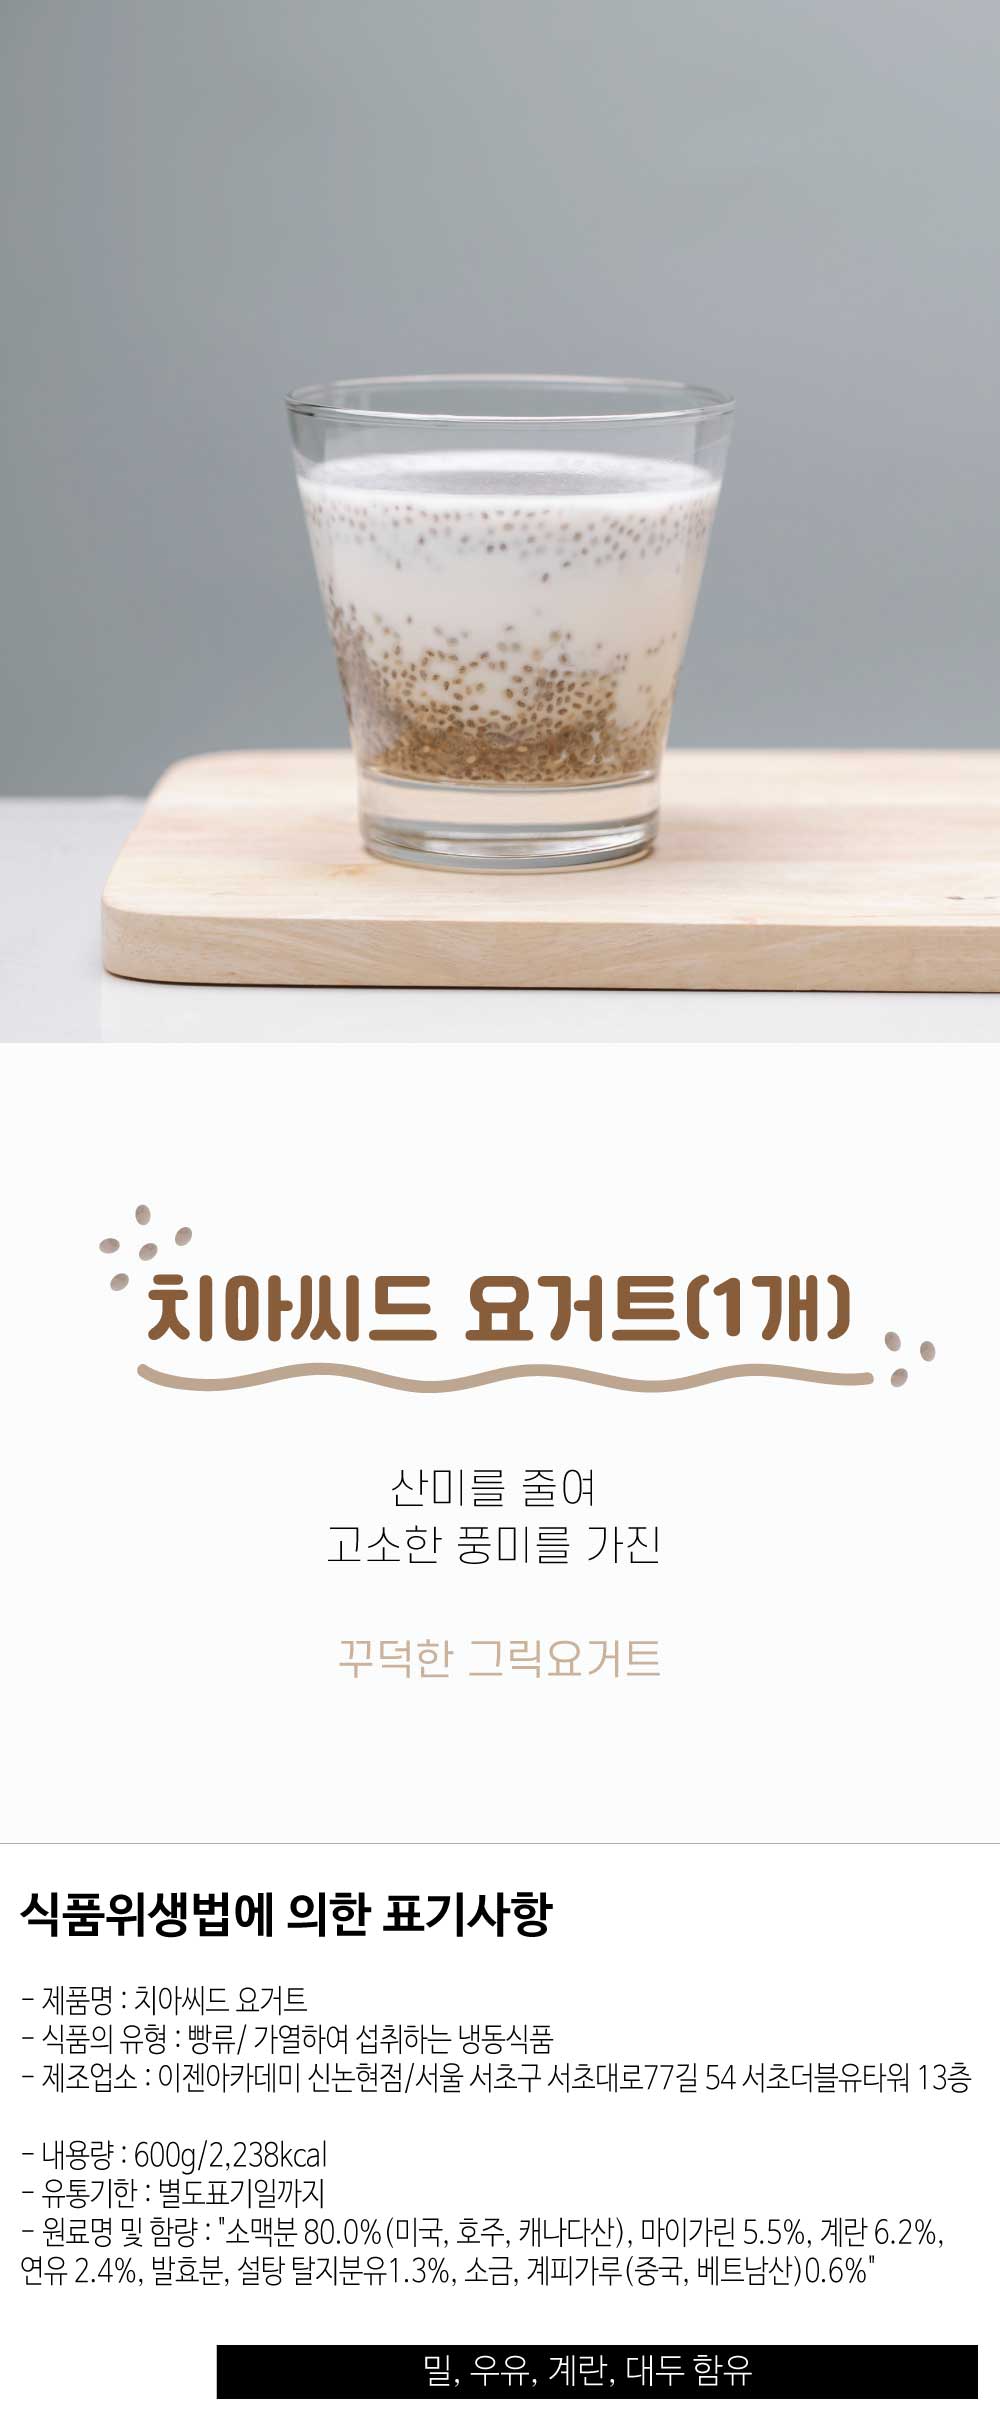 치아씨드 요거트(1개)
산미를 줄여
고소한 풍미를 가진
꾸덕한 그릭요거트
식품위생법에 의한 표기사항
- 제품명 : 치아씨드 요거트
- 식품의 유형 : 빵류/ 가열하여 섭취하는 냉동식품
- 제조업소 : 이젠아카데미 신논현점/서울 서초구 서초대로77길 54 서초더블유타워 13층
- 내용량 : 600g/2,238kcal
- 유통기한 : 별도표기일까지
- 원료명 및 함량 : "소맥분 80.0%(미국, 호주, 캐나다산), 마이가린 5.5%, 계란 6.2%,
연유 2.4%, 발효분, 설탕 탈지분유1.3%, 소금, 계피가루(중국, 베트남산)0.6%"
밀, 우유, 계란, 대두 함유